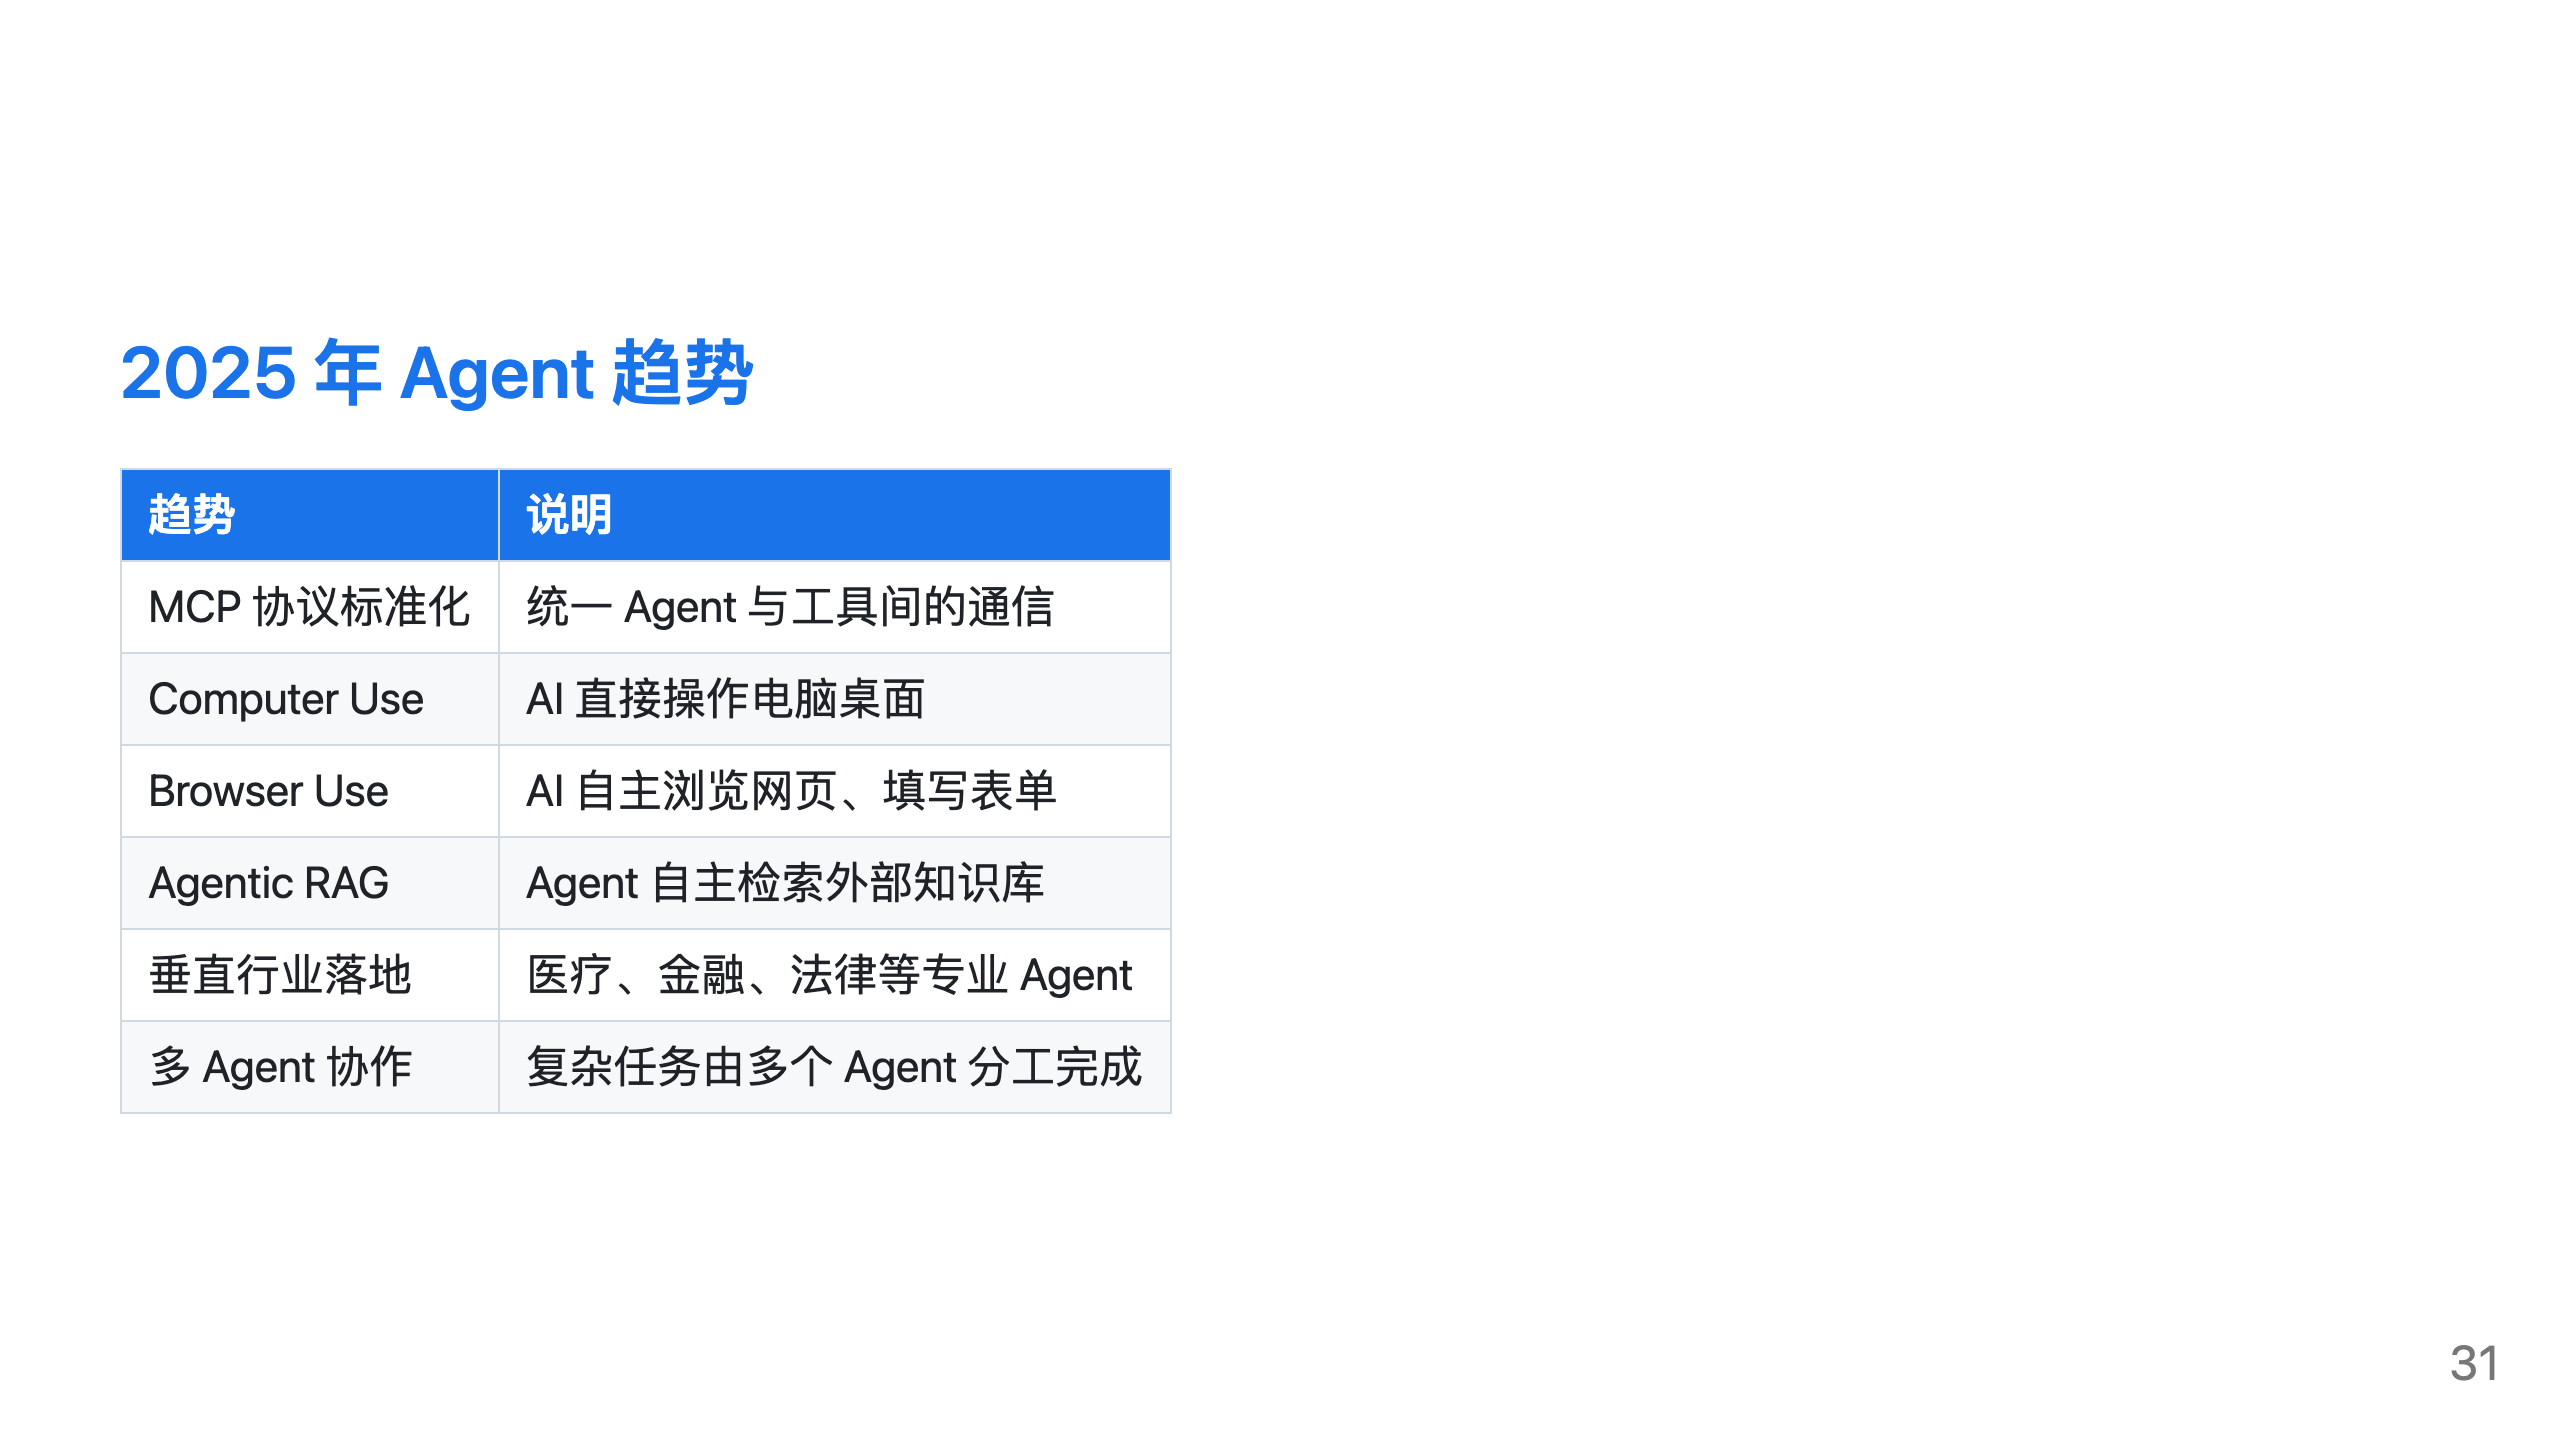 2025 年 Agent 趋势
趋势 说明
MCP 协议标准化 统一 Agent 与工具间的通信
Computer Use AI 直接操作电脑桌面
Browser Use AI 自主浏览网页、填写表单
Agentic RAG Agent 自主检索外部知识库
垂直行业落地 医疗、金融、法律等专业 Agent
多 Agent 协作 复杂任务由多个 Agent 分工完成
31